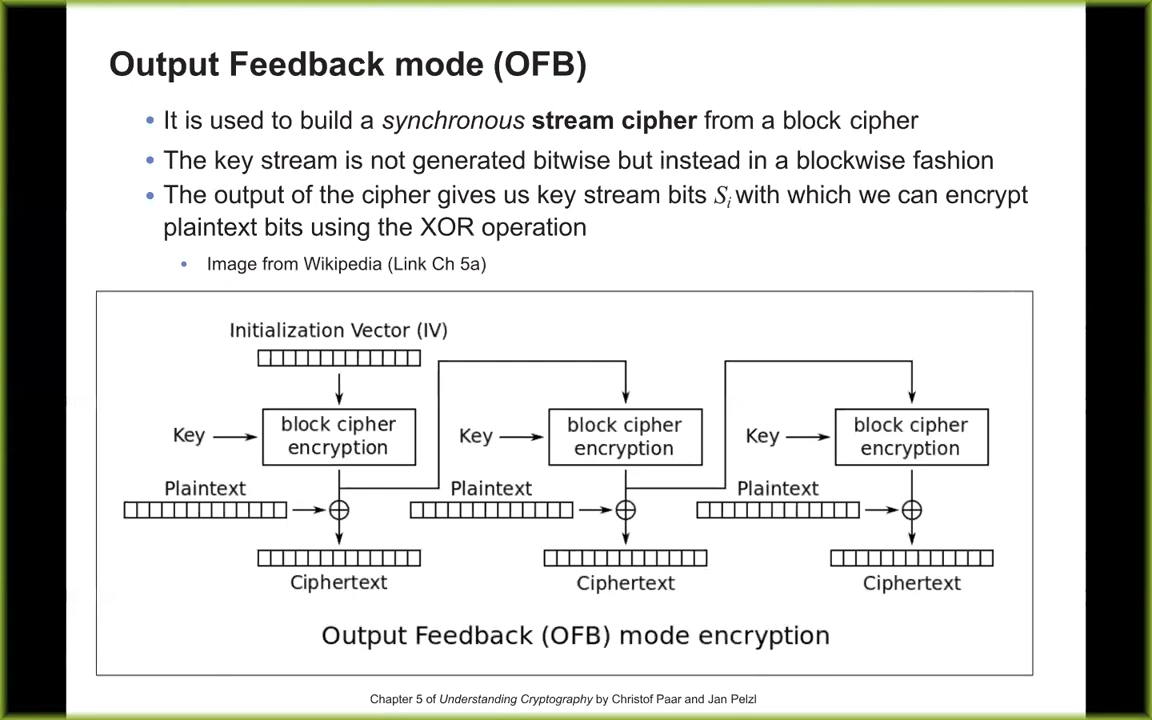 Output Feedback mode (OFB)
• It is used to build a synchronous stream cipher from a block cipher
• The key stream is not generated bitwise but instead in a blockwise fashion
• The output of the cipher gives us key stream bits Si with which we can encrypt
plaintext bits using the XOR operation
• Image from Wikipedia (Link Ch 5a)
Initialization Vector (IV)
Key
block cipher
encryption
Plaintext
Ciphertext
Key
block cipher
encryption
Plaintext
Ciphertext
Key
block cipher
encryption
Plaintext
Ciphertext
Output Feedback (OFB) mode encryption
Chapter 5 of Understanding Cryptography by Christof Paar and Jan Pelzl